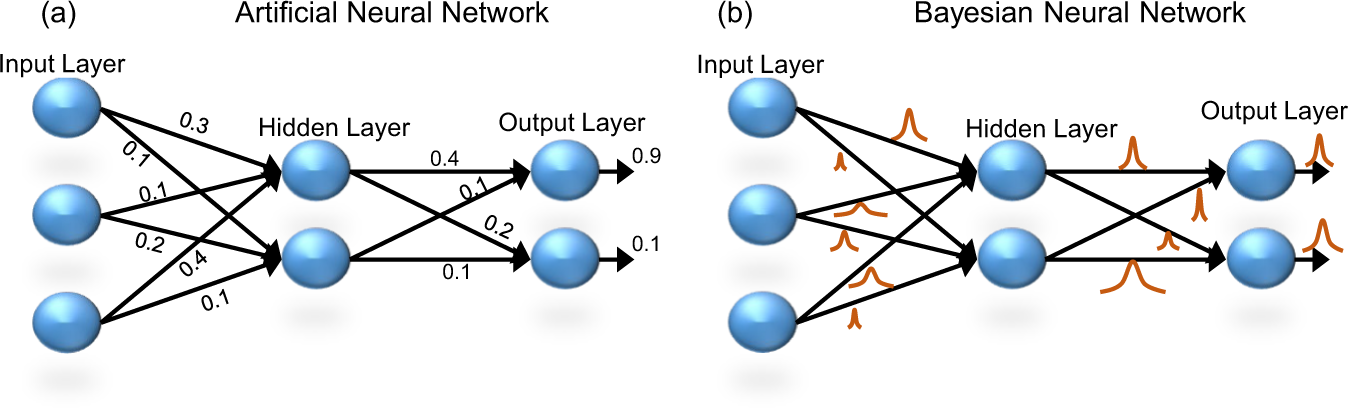 (a) Artificial Neural Network
Input Layer
Hidden Layer
Output Layer
0.3
0.1
0.1
0.2
0.4
0.1
0.4
0.1
0.2
0.1
0.9
0.1
(b) Bayesian Neural Network
Input Layer
Hidden Layer
Output Layer